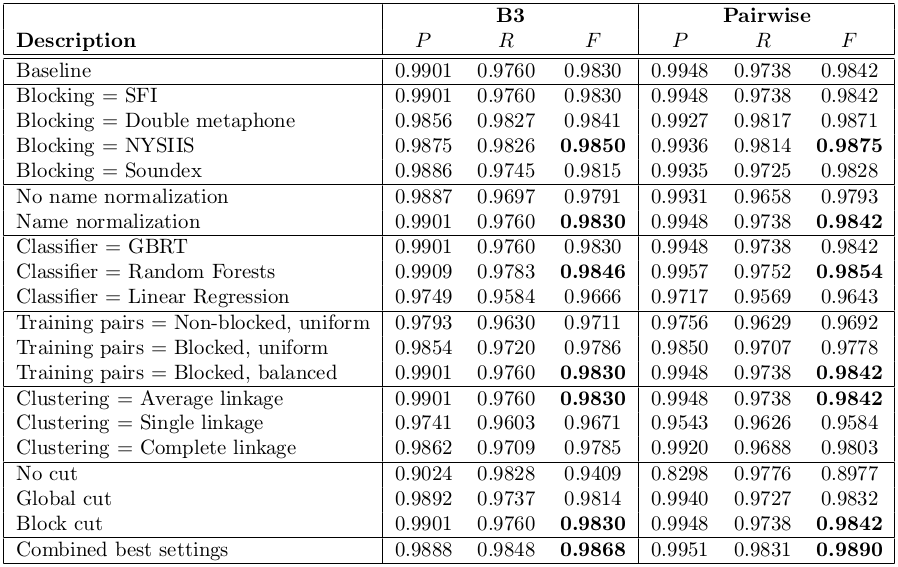 B3 Pairwise
Description P R F P R F
Baseline 0.9901 0.9760 0.9830 0.9948 0.9738 0.9842
Blocking = SFI 0.9901 0.9760 0.9830 0.9948 0.9738 0.9842
Blocking = Double metaphone 0.9856 0.9827 0.9841 0.9927 0.9817 0.9871
Blocking = NYSIIS 0.9875 0.9826 0.9850 0.9936 0.9814 0.9875
Blocking = Soundex 0.9886 0.9745 0.9815 0.9935 0.9725 0.9828
No name normalization 0.9887 0.9697 0.9791 0.9931 0.9658 0.9793
Name normalization 0.9901 0.9760 0.9830 0.9948 0.9738 0.9842
Classifier = GBRT 0.9901 0.9760 0.9830 0.9948 0.9738 0.9842
Classifier = Random Forests 0.9909 0.9783 0.9846 0.9957 0.9752 0.9854
Classifier = Linear Regression 0.9749 0.9584 0.9666 0.9717 0.9569 0.9643
Training pairs = Non-blocked, uniform 0.9793 0.9630 0.9711 0.9756 0.9629 0.9692
Training pairs = Blocked, uniform 0.9854 0.9720 0.9786 0.9850 0.9707 0.9778
Training pairs = Blocked, balanced 0.9901 0.9760 0.9830 0.9948 0.9738 0.9842
Clustering = Average linkage 0.9901 0.9760 0.9830 0.9948 0.9738 0.9842
Clustering = Single linkage 0.9741 0.9603 0.9671 0.9543 0.9626 0.9584
Clustering = Complete linkage 0.9862 0.9709 0.9785 0.9920 0.9688 0.9803
No cut 0.9024 0.9828 0.9409 0.8298 0.9776 0.8977
Global cut 0.9892 0.9737 0.9814 0.9940 0.9727 0.9832
Block cut 0.9901 0.9760 0.9830 0.9948 0.9738 0.9842
Combined best settings 0.9888 0.9848 0.9868 0.9951 0.9831 0.9890